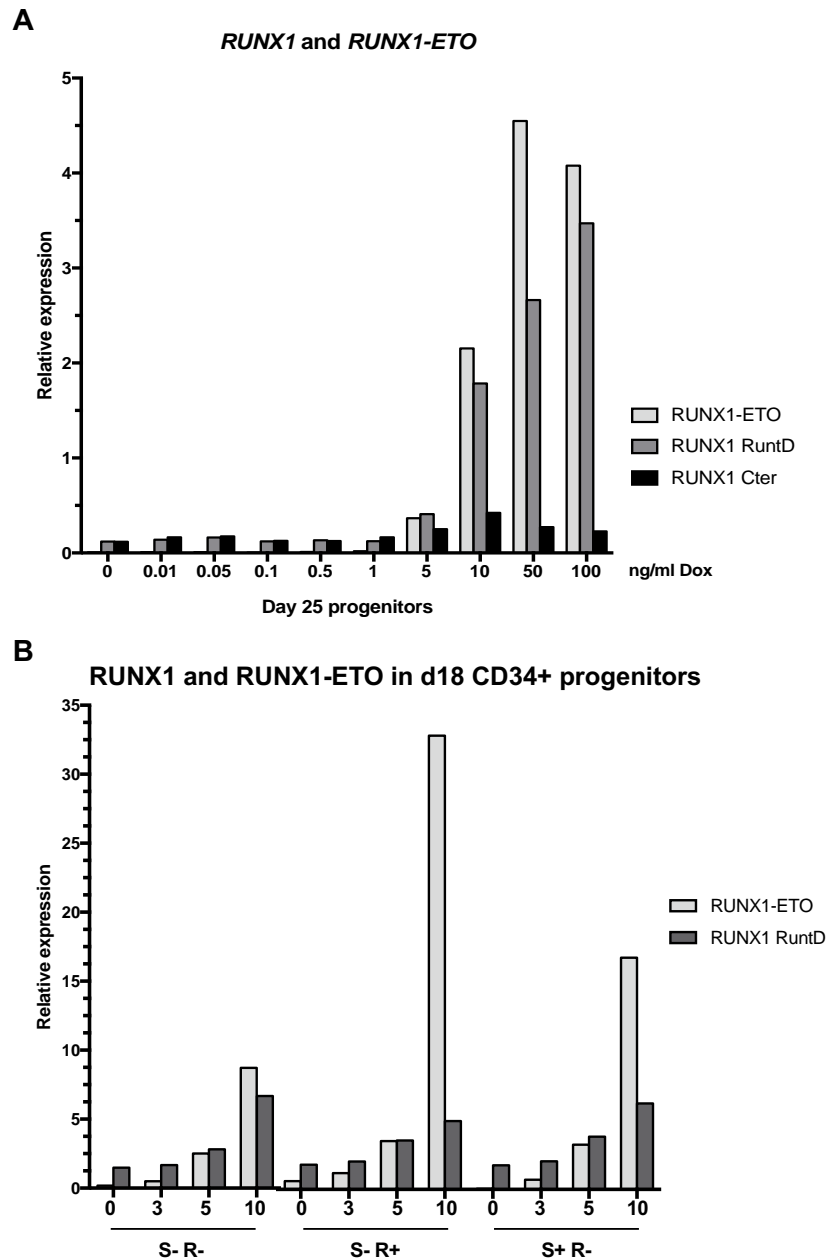 A
RUNX1 and RUNX1-ETO
5
4
3
2
1
0
Relative expression
RUNX1-ETO
RUNX1 RuntD
RUNX1 Cter
0 0.01 0.05 0.1 0.5 1 5 10 50 100 ng/ml Dox
Day 25 progenitors
B
RUNX1 and RUNX1-ETO in d18 CD34+ progenitors
35
30
25
20
15
10
5
0
Relative expression
RUNX1-ETO
RUNX1 RuntD
0 3 5 10 0 3 5 10 0 3 5 10
S- R- S- R+ S+ R-